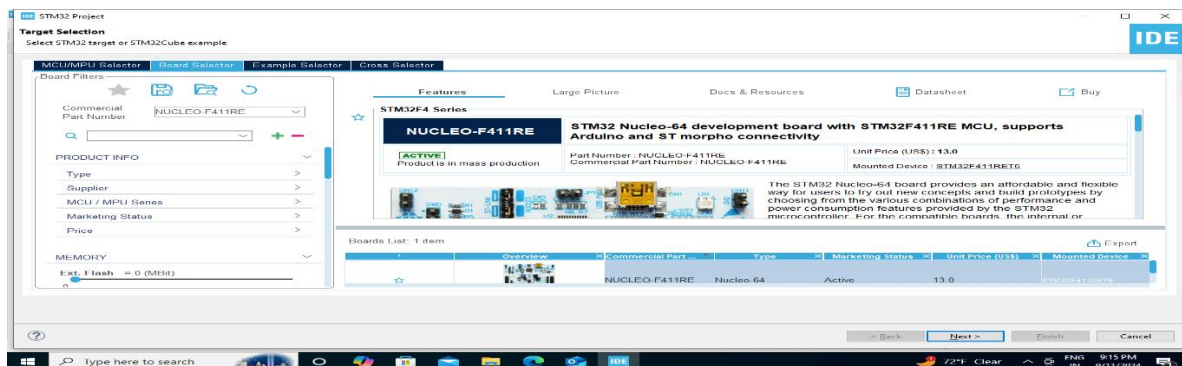 IDE STM32 Project
Target Selection
Select STM32 target or STM32Cube example
IDE
MCU/MPU Selector Board Selector Example Selector Cross Selector
Board Filters
Commercial Part Number NUCLEO-F411RE
PRODUCT INFO
Type
Supplier
MCU / MPU Series
Marketing Status
Price
MEMORY
Ext. Flash = 0 (MBit)
0
Features Large Picture Docs & Resources Datasheet Buy
STM32F4 Series
NUCLEO-F411RE
STM32 Nucleo-64 development board with STM32F411RE MCU, supports
Arduino and ST morpho connectivity
ACTIVE
Product is in mass production
Part Number : NUCLEO-F411RE
Commercial Part Number : NUCLEO-F411RE
Unit Price (US$) : 13.0
Mounted Device : STM32F411RET6
The STM32 Nucleo-64 board provides an affordable and flexible
way for users to try out new concepts and build prototypes by
choosing from the various combinations of performance and
power consumption features provided by the STM32
microcontroller. For the compatible boards, the internal or
Boards List: 1 item
Export
* Overview Commercial Part ... Type Marketing Status Unit Price (US$) Mounted Device
NUCLEO-F411RE Nucleo-64 Active 13.0 STM32F411RET6
? < Back Next > Finish Cancel
Type here to search IDE 72°F Clear ENG 9:15 PM
IN